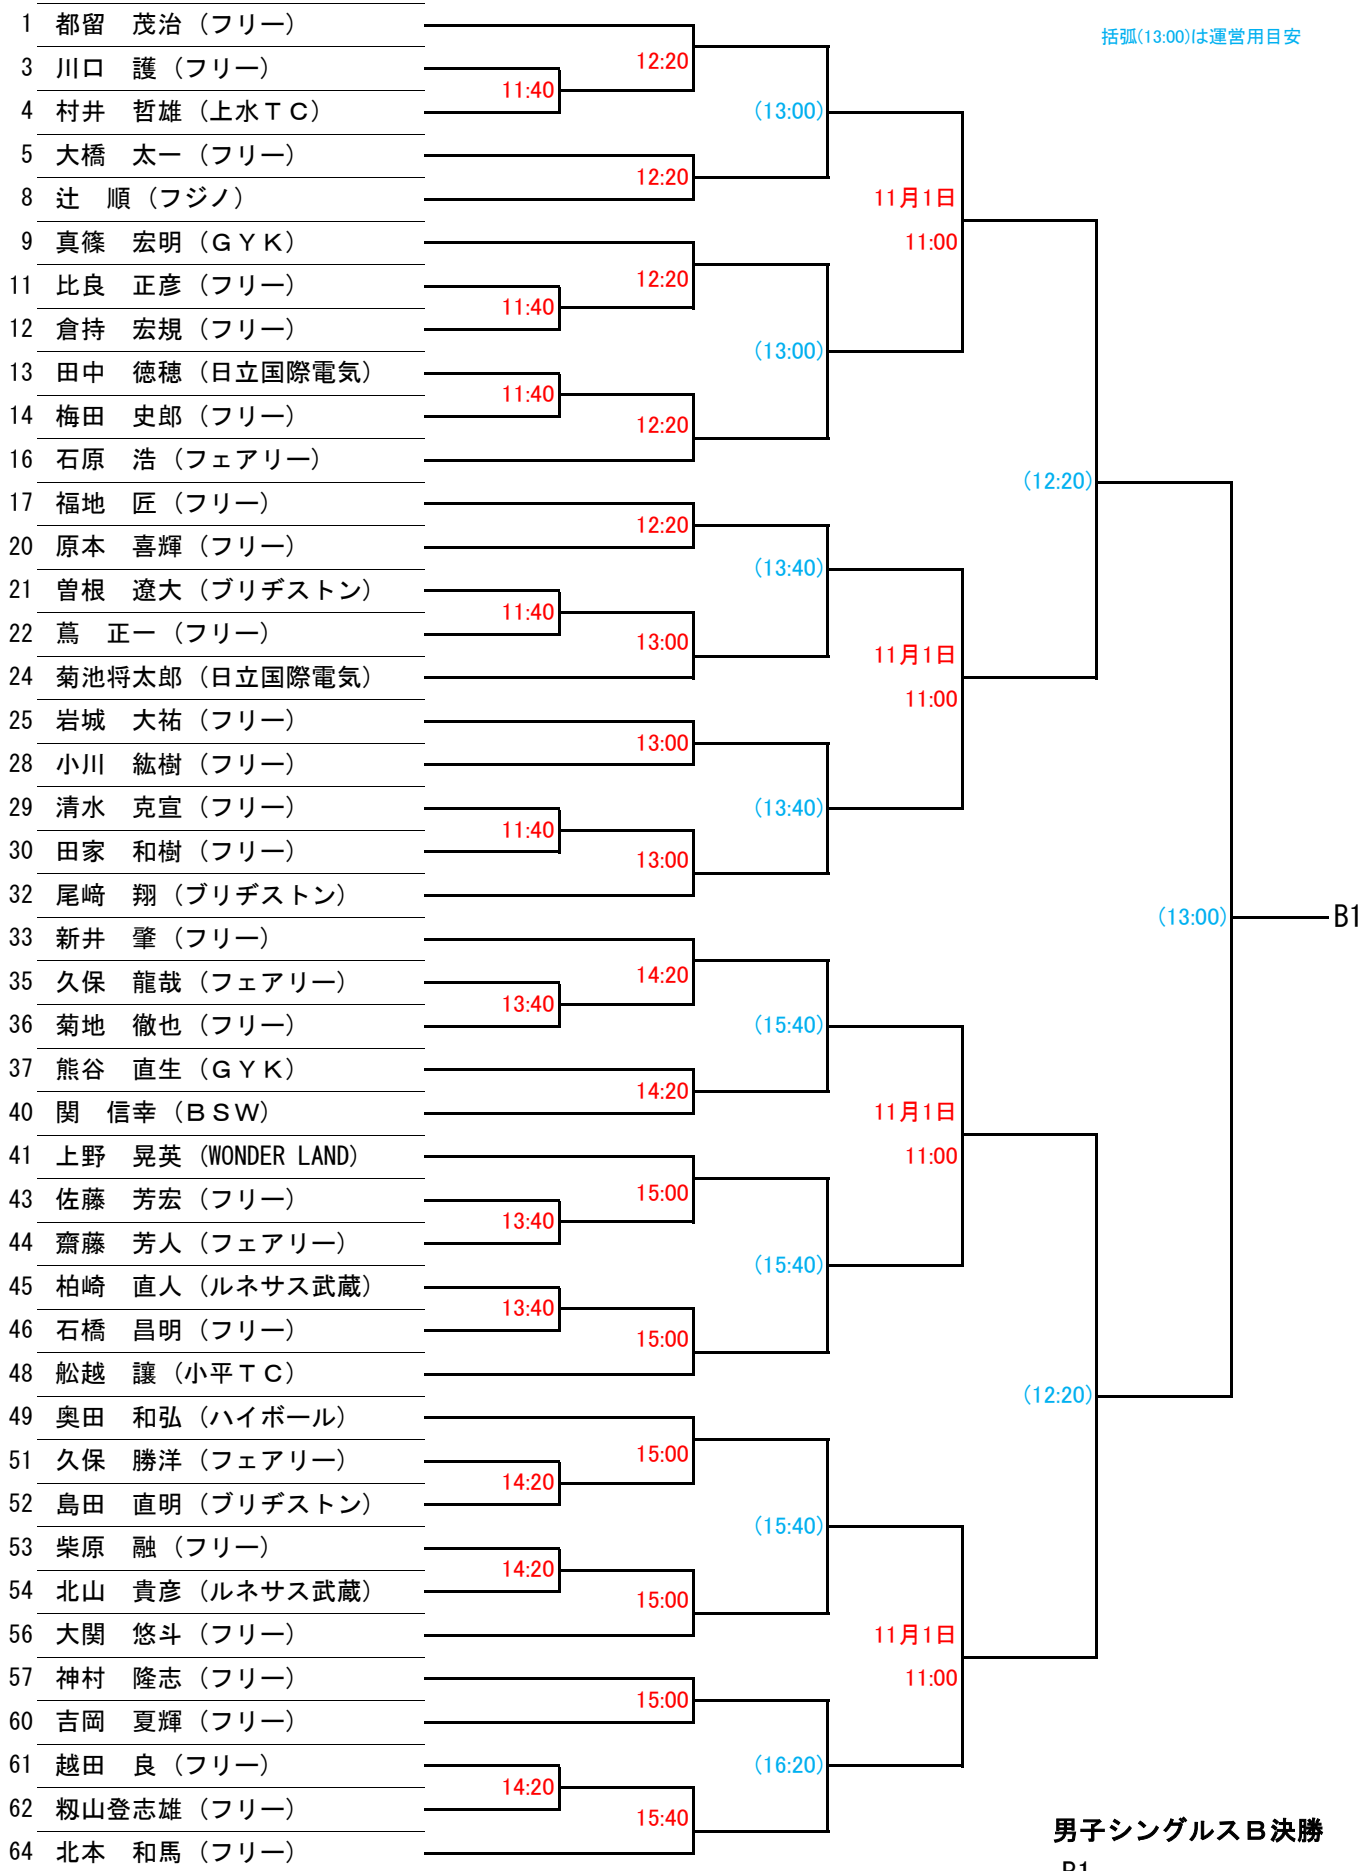 括弧(13:00)は運営用目安
1 都留　茂治（フリー）
3 川口　護（フリー）
4 村井　哲雄（上水ＴＣ）
5 大橋　太一（フリー）
8 辻　順（フジノ）
9 真篠　宏明（ＧＹＫ）
11 比良　正彦（フリー）
12 倉持　宏規（フリー）
13 田中　徳穂（日立国際電気）
14 梅田　史郎（フリー）
16 石原　浩（フェアリー）
17 福地　匠（フリー）
20 原本　喜輝（フリー）
21 曽根　遼大（ブリヂストン）
22 蔦　正一（フリー）
24 菊池将太郎（日立国際電気）
25 岩城　大祐（フリー）
28 小川　紘樹（フリー）
29 清水　克宣（フリー）
30 田家　和樹（フリー）
32 尾﨑　翔（ブリヂストン）
33 新井　肇（フリー）
35 久保　龍哉（フェアリー）
36 菊地　徹也（フリー）
37 熊谷　直生（ＧＹＫ）
40 関　信幸（ＢＳＷ）
41 上野　晃英（WONDER LAND）
43 佐藤　芳宏（フリー）
44 齋藤　芳人（フェアリー）
45 柏崎　直人（ルネサス武蔵）
46 石橋　昌明（フリー）
48 舩越　譲（小平ＴＣ）
49 奥田　和弘（ハイボール）
51 久保　勝洋（フェアリー）
52 島田　直明（ブリヂストン）
53 柴原　融（フリー）
54 北山　貴彦（ルネサス武蔵）
56 大関　悠斗（フリー）
57 神村　隆志（フリー）
60 吉岡　夏輝（フリー）
61 越田　良（フリー）
62 籾山登志雄（フリー）
64 北本　和馬（フリー）
11:40
11:40
11:40
11:40
11:40
13:40
13:40
13:40
14:20
14:20
14:20
12:20
12:20
12:20
12:20
12:20
13:00
13:00
13:00
14:20
14:20
15:00
15:00
15:00
15:00
15:00
15:40
(13:00)
(13:00)
(13:40)
(13:40)
(15:40)
(15:40)
(15:40)
(16:20)
11月1日
11:00
11月1日
11:00
11月1日
11:00
11月1日
11:00
(12:20)
(12:20)
(13:00)
B1
男子シングルスＢ決勝
B1